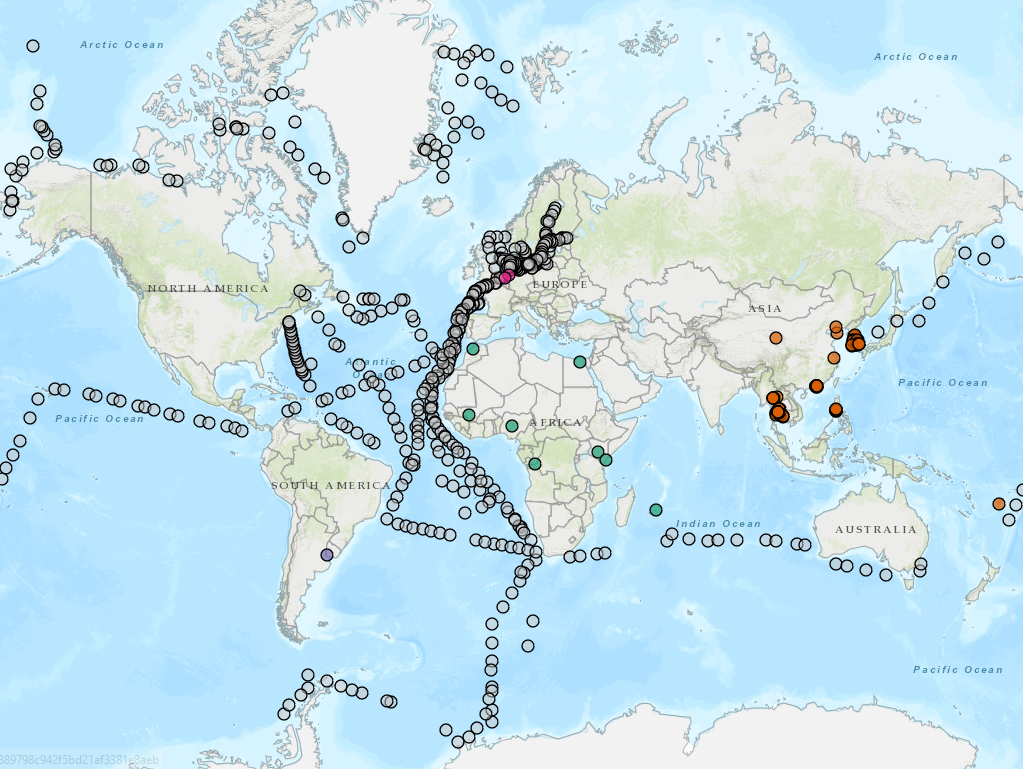 Arctic Ocean
Arctic Ocean
NORTH AMERICA
EUROPE
ASIA
Atlantic
Pacific Ocean
Pacific Ocean
AFRICA
SOUTH AMERICA
Indian Ocean
AUSTRALIA
Pacific Ocean